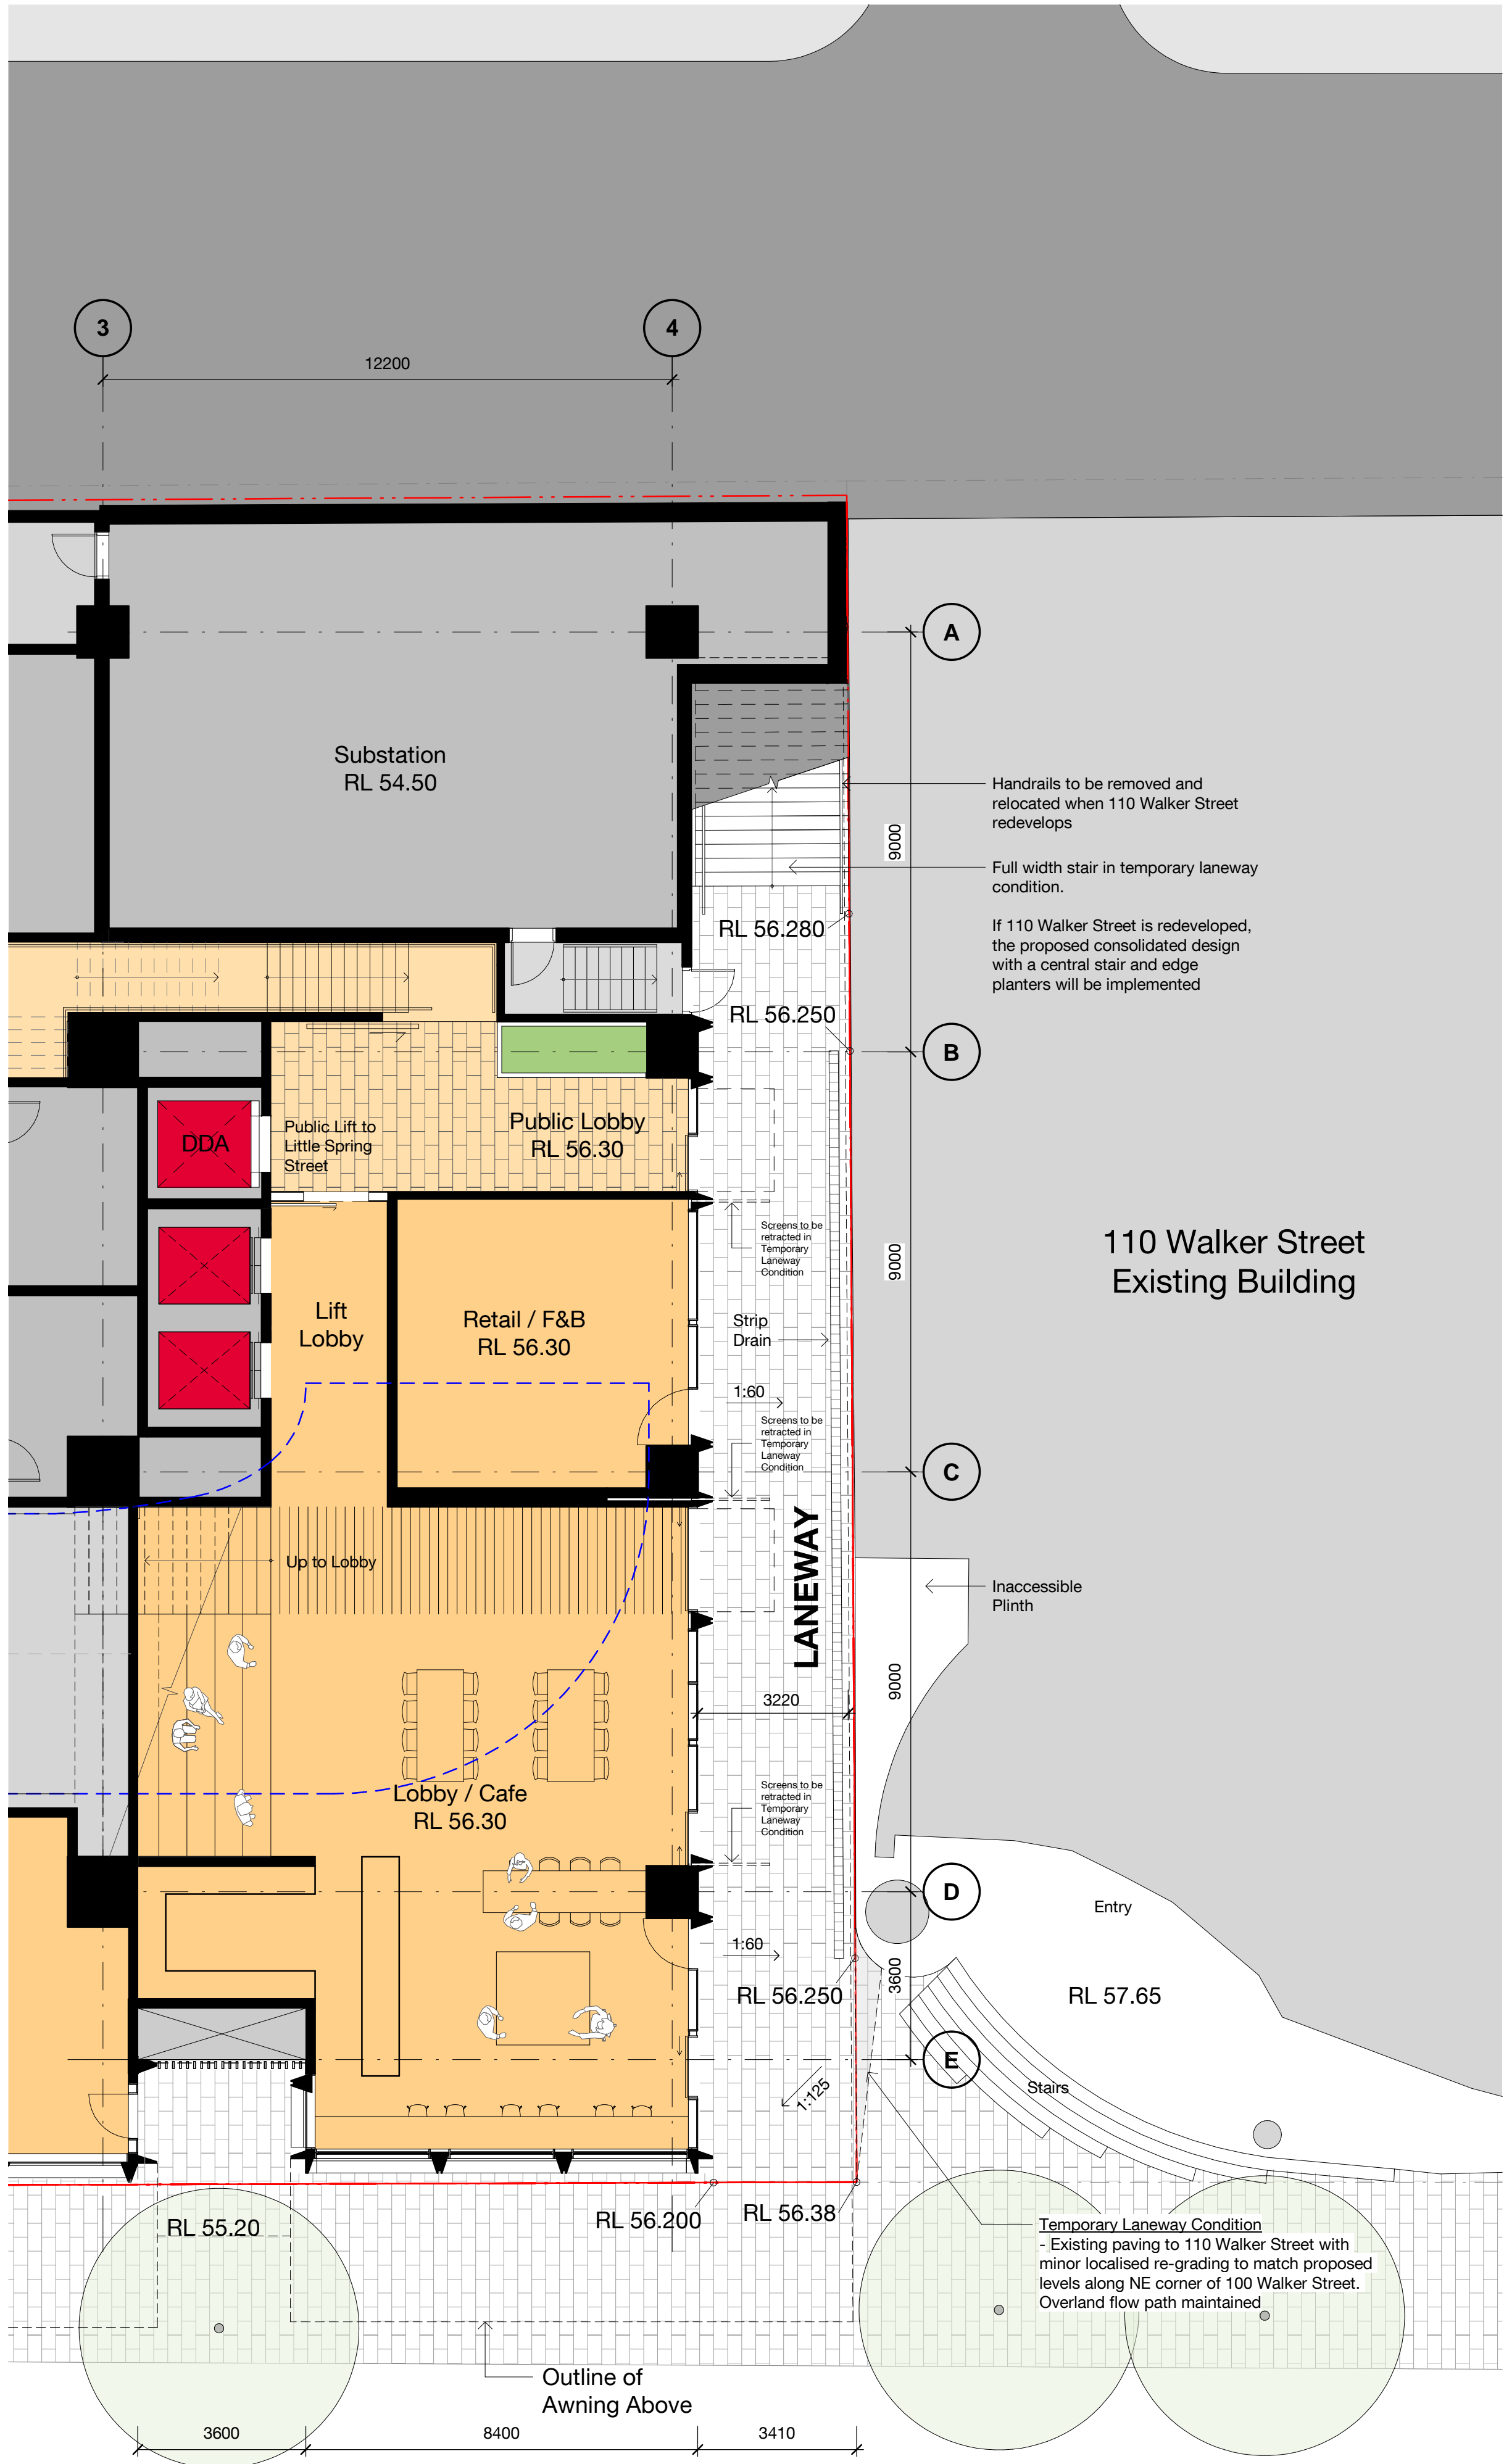 3
4
12200
A
Substation
RL 54.50
Handrails to be removed and
relocated when 110 Walker Street
redevelops
9000
Full width stair in temporary laneway
condition.
If 110 Walker Street is redeveloped,
the proposed consolidated design
with a central stair and edge
planters will be implemented
RL 56.280
RL 56.250
B
DDA
Public Lift to
Little Spring
Street
Public Lobby
RL 56.30
Screens to be
retracted in
Temporary
Laneway
Condition
9000
110 Walker Street
Existing Building
Lift
Lobby
Retail / F&B
RL 56.30
Strip
Drain
1:60
Screens to be
retracted in
Temporary
Laneway
Condition
C
LANEWAY
Up to Lobby
Inaccessible
Plinth
9000
3220
Lobby / Cafe
RL 56.30
Screens to be
retracted in
Temporary
Laneway
Condition
D
Entry
1:60
3600
RL 56.250
RL 57.65
E
1:125
Stairs
RL 55.20
RL 56.200
RL 56.38
Temporary Laneway Condition
- Existing paving to 110 Walker Street with
minor localised re-grading to match proposed
levels along NE corner of 100 Walker Street.
Overland flow path maintained
Outline of
Awning Above
3600
8400
3410